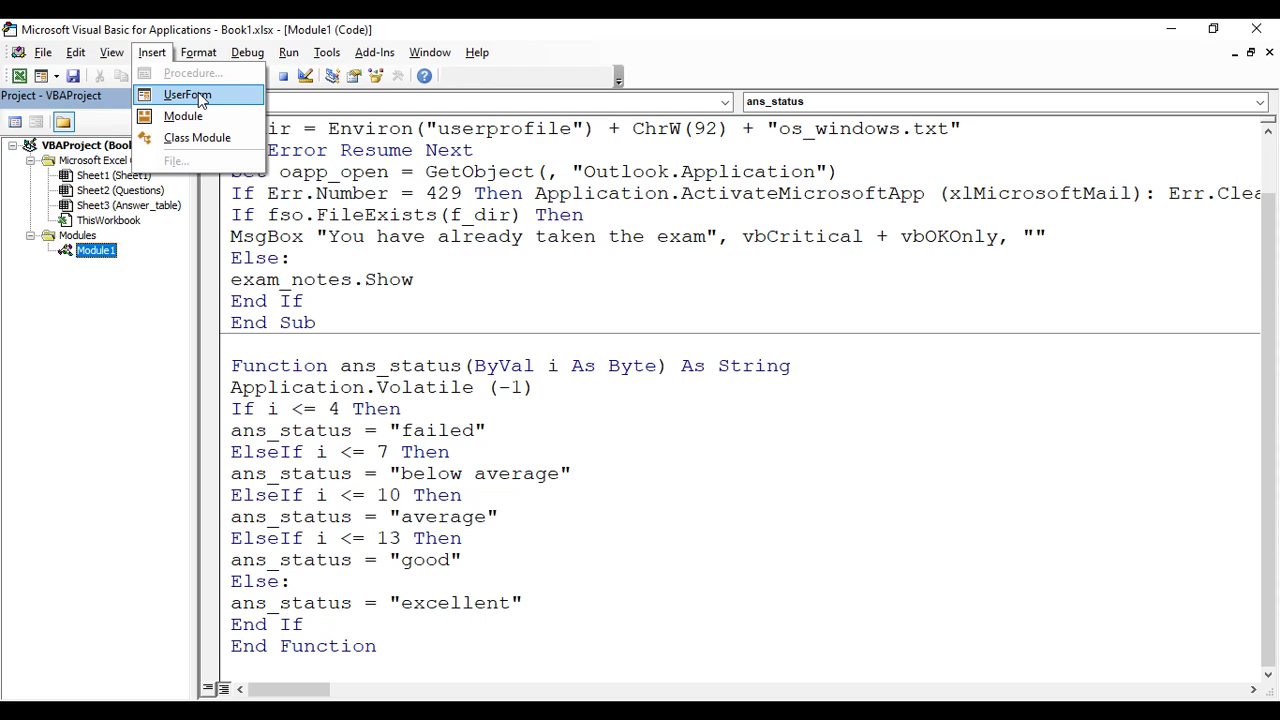 Microsoft Visual Basic for Applications - Book1.xlsx - [Module1 (Code)]
File Edit View Insert Format Debug Run Tools Add-Ins Window Help
Procedure...
UserForm
Module
Class Module
File...
Project - VBAProject
ans_status
VBAProject (Boo
Microsoft Excel
Sheet1 (Sheet1)
Sheet2 (Questions)
Sheet3 (Answer_table)
ThisWorkbook
Modules
Module1
ir = Environ("userprofile") + ChrW(92) + "os_windows.txt"
Error Resume Next
Set oapp_open = GetObject(, "Outlook.Application")
If Err.Number = 429 Then Application.ActivateMicrosoftApp (xlMicrosoftMail): Err.Clea
If fso.FileExists(f_dir) Then
MsgBox "You have already taken the exam", vbCritical + vbOKOnly, ""
Else:
exam_notes.Show
End If
End Sub
Function ans_status(ByVal i As Byte) As String
Application.Volatile (-1)
If i <= 4 Then
ans_status = "failed"
ElseIf i <= 7 Then
ans_status = "below average"
ElseIf i <= 10 Then
ans_status = "average"
ElseIf i <= 13 Then
ans_status = "good"
Else:
ans_status = "excellent"
End If
End Function